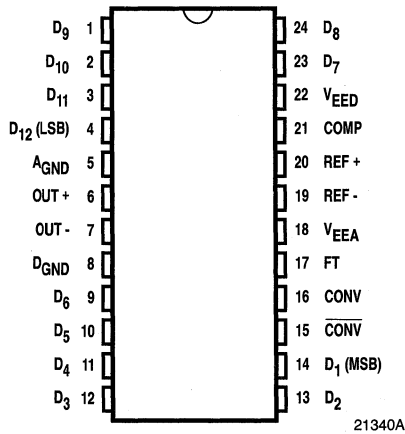 D9 1 24 D8
D10 2 23 D7
D11 3 22 VEED
D12 (LSB) 4 21 COMP
AGND 5 20 REF +
OUT + 6 19 REF -
OUT - 7 18 VEEA
DGND 8 17 FT
D6 9 16 CONV
D5 10 15 CONV
D4 11 14 D1 (MSB)
D3 12 13 D2
21340A